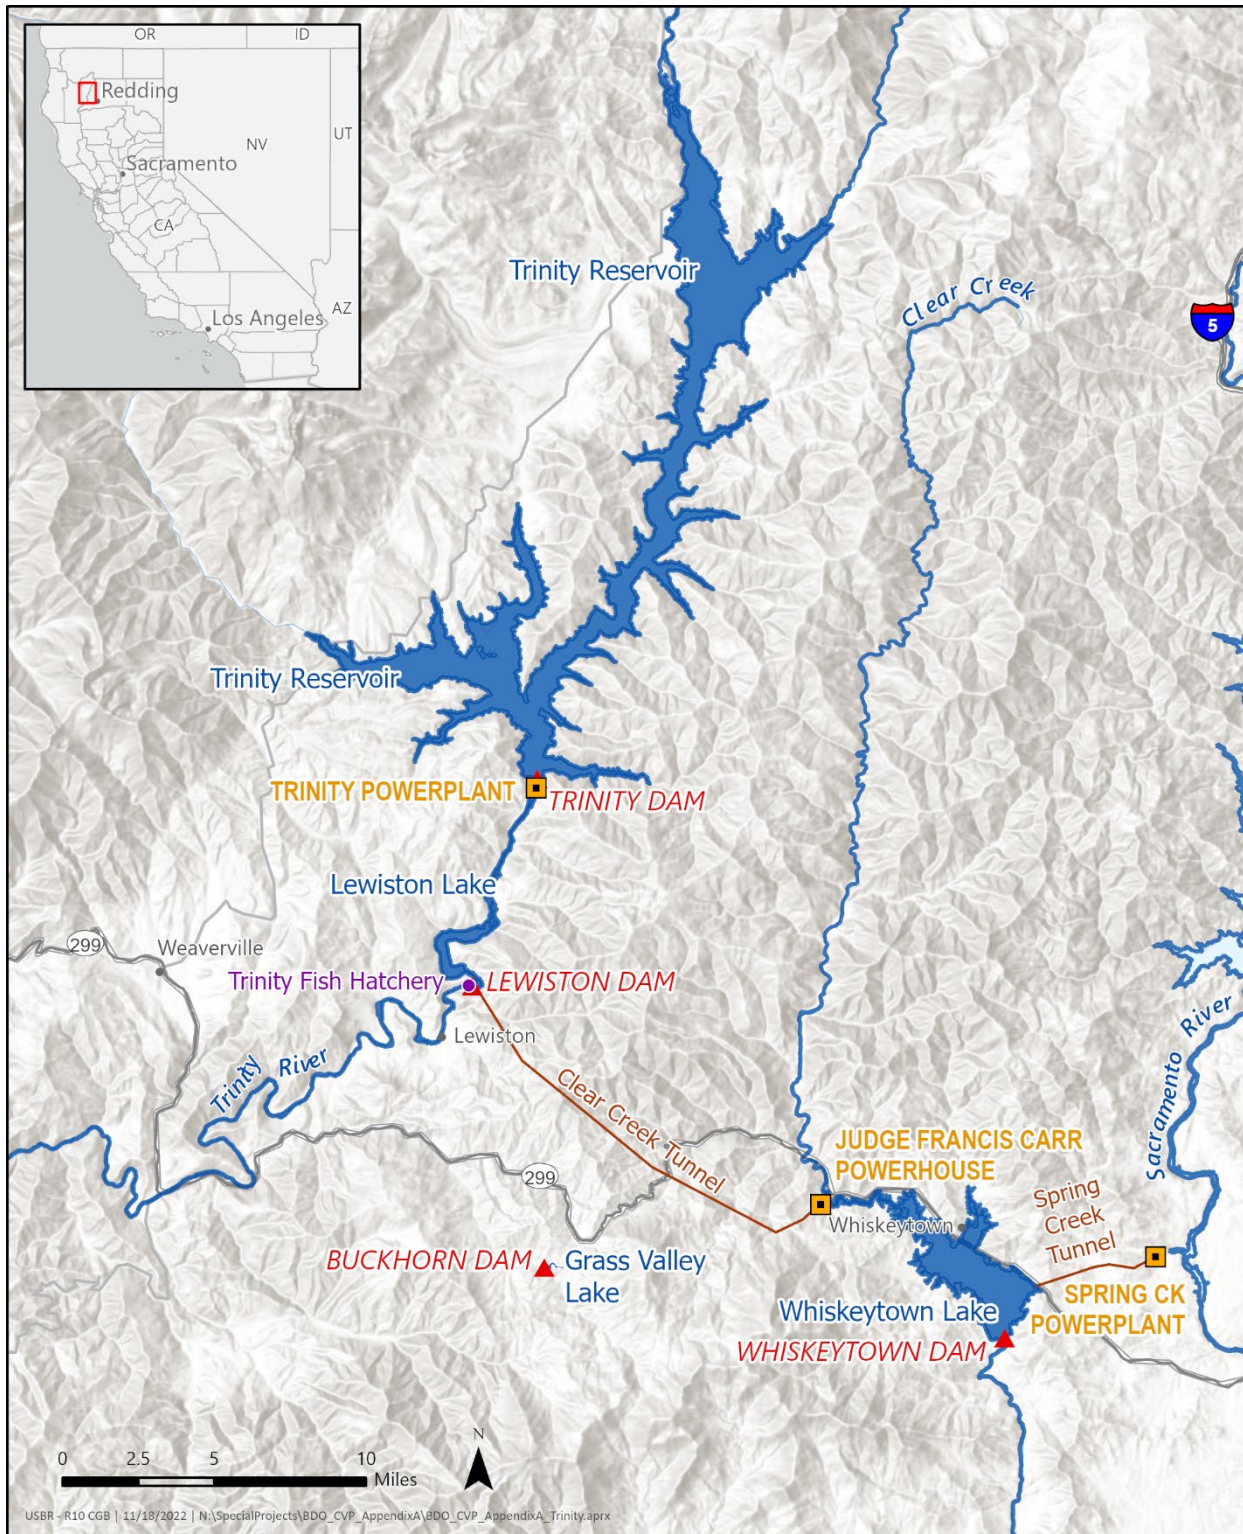 OR
ID
Redding
NV
UT
Sacramento
CA
AZ
Los Angeles
Trinity Reservoir
Clear Creek
5
Trinity Reservoir
TRINITY POWERPLANT
TRINITY DAM
Lewiston Lake
299
Weaverville
Trinity Fish Hatchery
LEWISTON DAM
Lewiston
Trinity River
Sacramento River
Clear Creek Tunnel
JUDGE FRANCIS CARR
POWERHOUSE
299
Whiskeytown
Spring
Creek
Tunnel
BUCKHORN DAM
Grass Valley
Lake
SPRING CK
POWERPLANT
Whiskeytown Lake
WHISKEYTOWN DAM
N
0 2.5 5 10
Miles
USBR - R10 CGB | 11/18/2022 | N:\SpecialProjects\BDO_CVP_AppendixA\BDO_CVP_AppendixA_Trinity.aprx